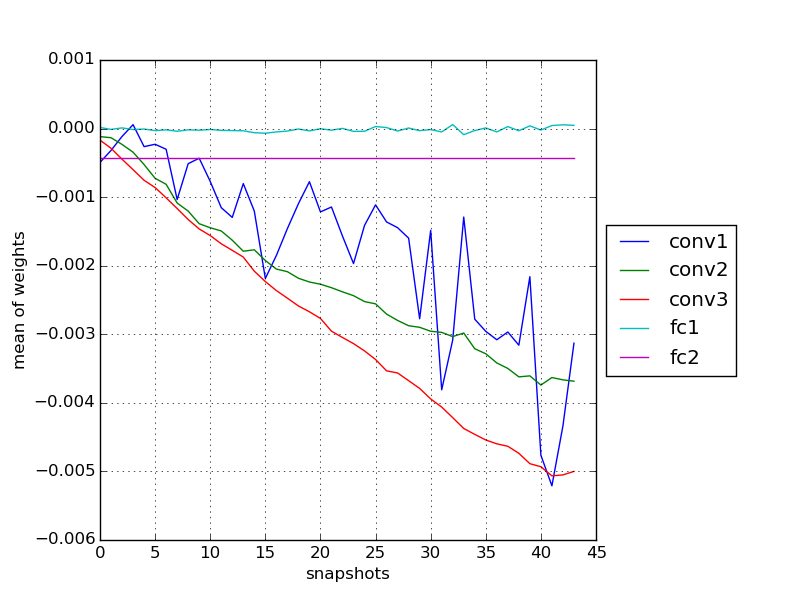 0.001
0.000
−0.001
−0.002
−0.003
−0.004
−0.005
−0.006
mean of weights
0 5 10 15 20 25 30 35 40 45
snapshots
conv1
conv2
conv3
fc1
fc2